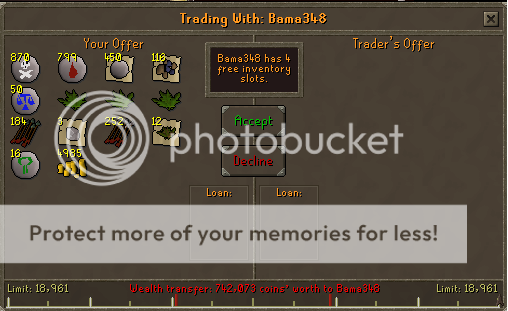 Trading With: Bama348
Your Offer
Trader's Offer
870
799
450
116
Bama348 has 4
free inventory
slots.
50
Accept
184
3
252
12
photobucket
Decline
16
4985
Loan:
Loan:
Protect more of your memories for less!
Limit: 18,961
Wealth transfer: 742,073 coins' worth to Bama348
Limit: 18,961